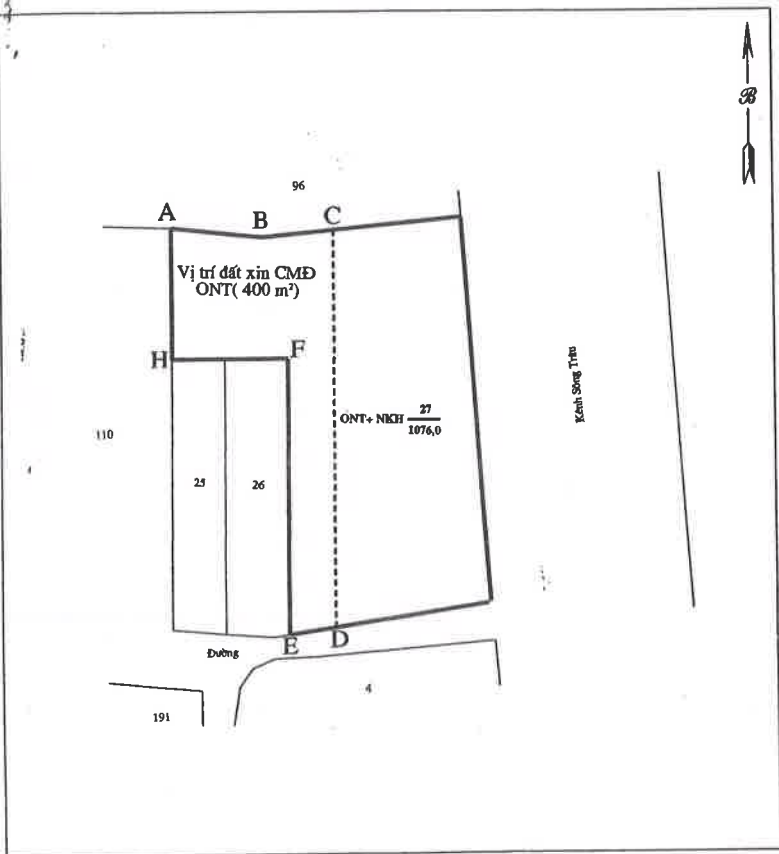 B
96
A
B
C
Vị trí đất xin CMĐ
ONT( 400 m²)
H
F
Kênh Sông Trâu
ONT+ NKH 27
1076,0
110
25
26
E
D
Đường
4
191